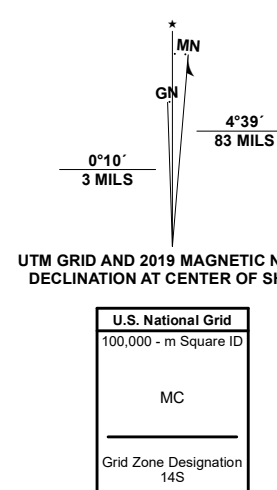 ★
MN
GN
4°39´
83 MILS
0°10´
3 MILS
UTM GRID AND 2019 MAGNETIC N
DECLINATION AT CENTER OF SH
U.S. National Grid
100,000 - m Square ID
MC
Grid Zone Designation
14S